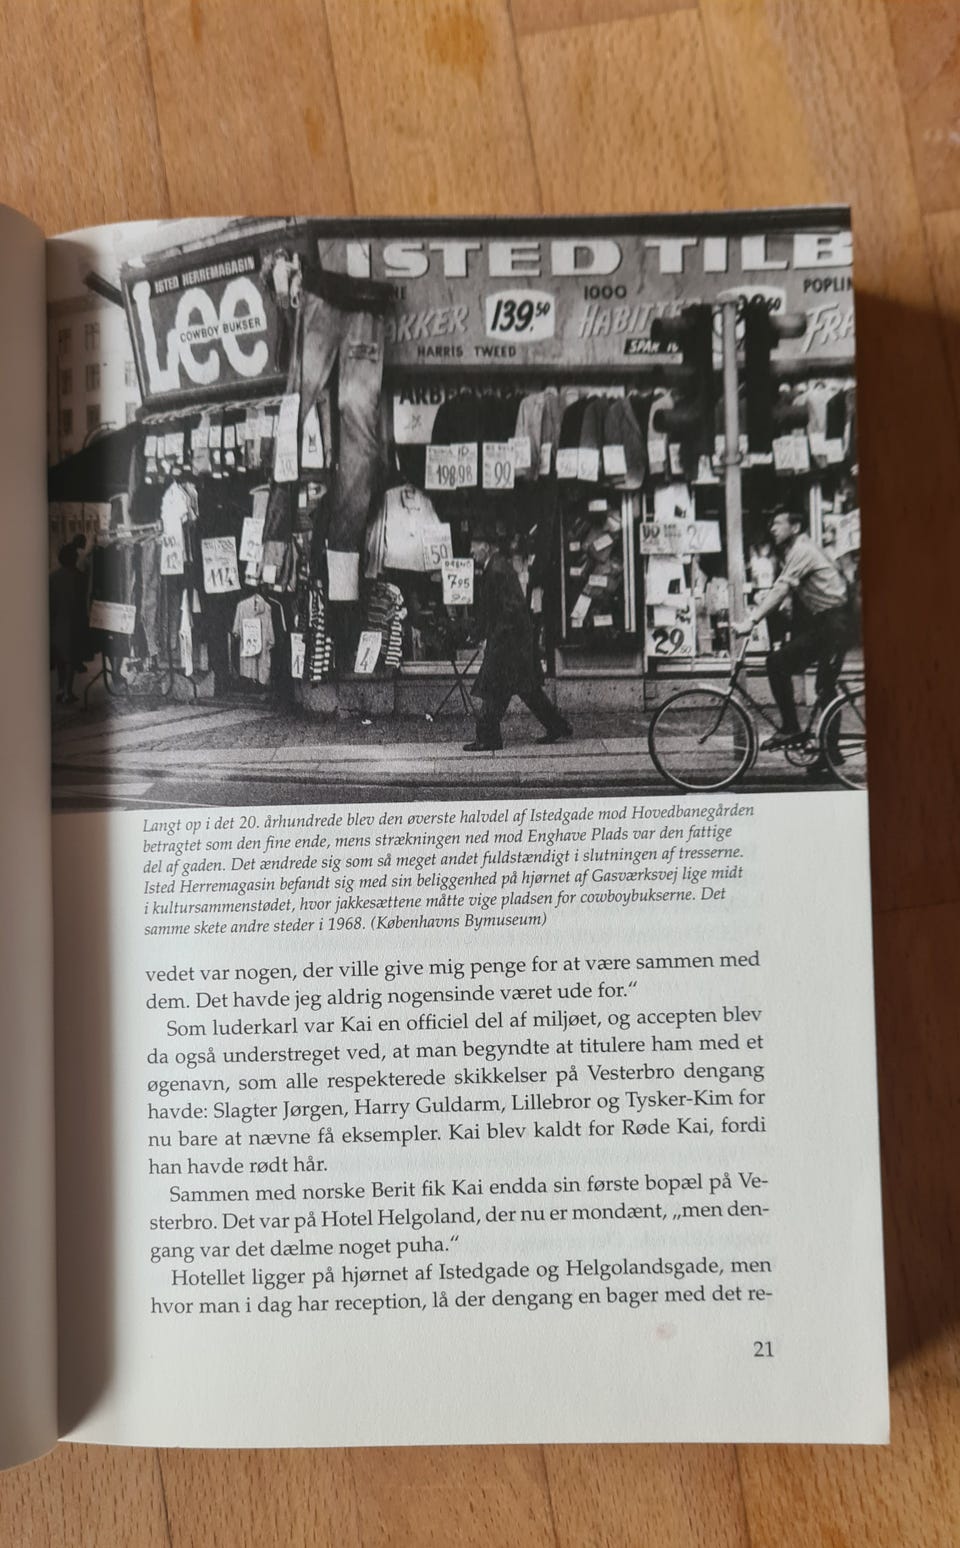 ISTED HERREMAGASIN
Lee
COWBOY BUKSER
ISTED TILB
139.50
1000
POPLIN
HABITTER
HARRIS TWEED
SPAR
198.98
99
50
7.95
29
Langt op i det 20. århundrede blev den øverste halvdel af Istedgade mod Hovedbanegården
betragtet som den fine ende, mens strækningen ned mod Enghave Plads var den fattige
del af gaden. Det ændrede sig som så meget andet fuldstændigt i slutningen af tresserne.
Isted Herremagasin befandt sig med sin beliggenhed på hjørnet af Gasværksvej lige midt
i kultursammenstødet, hvor jakkesættene måtte vige pladsen for cowboybukserne. Det
samme skete andre steder i 1968. (Københavns Bymuseum)
vedet var nogen, der ville give mig penge for at være sammen med
dem. Det havde jeg aldrig nogensinde været ude for.“
Som luderkarl var Kai en officiel del af miljøet, og accepten blev
da også understreget ved, at man begyndte at titulere ham med et
øgenavn, som alle respekterede skikkelser på Vesterbro dengang
havde: Slagter Jørgen, Harry Guldarm, Lillebror og Tysker-Kim for
nu bare at nævne få eksempler. Kai blev kaldt for Røde Kai, fordi
han havde rødt hår.
Sammen med norske Berit fik Kai endda sin første bopæl på Ve-
sterbro. Det var på Hotel Helgoland, der nu er mondænt, „men den-
gang var det dælme noget puha.“
Hotellet ligger på hjørnet af Istedgade og Helgolandsgade, men
hvor man i dag har reception, lå der dengang en bager med det re-
21